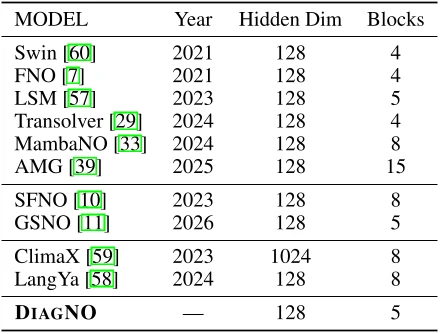 MODEL Year Hidden Dim Blocks
Swin [60] 2021 128 4
FNO [7] 2021 128 4
LSM [57] 2023 128 5
Transolver [29] 2024 128 4
MambaNO [33] 2024 128 8
AMG [39] 2025 128 15
SFNO [10] 2023 128 8
GSNO [11] 2026 128 5
ClimaX [59] 2023 1024 8
LangYa [58] 2024 128 8
DIAGNO — 128 5